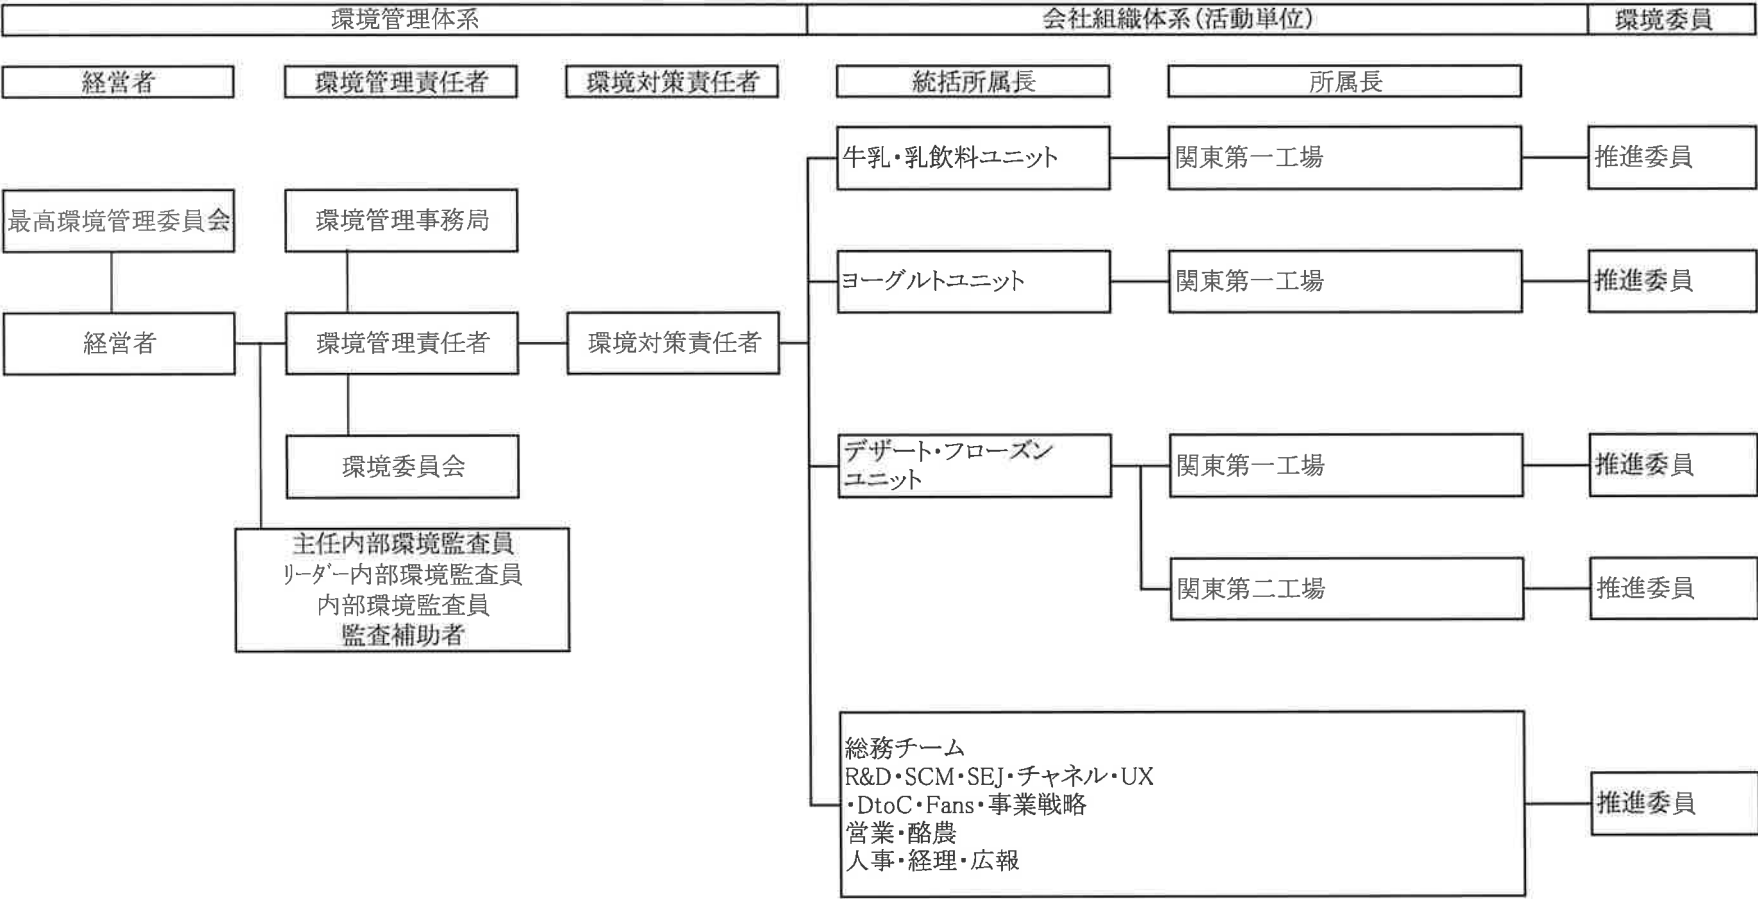 環境管理体系
会社組織体系（活動単位）
環境委員
経営者
環境管理責任者
環境対策責任者
統括所属長
所属長
牛乳・乳飲料ユニット
関東第一工場
推進委員
最高環境管理委員会
環境管理事務局
ヨーグルトユニット
関東第一工場
推進委員
経営者
環境管理責任者
環境対策責任者
デザート・フローズン
ユニット
関東第一工場
推進委員
環境委員会
主任内部環境監査員
リーダー内部環境監査員
内部環境監査員
監査補助者
関東第二工場
推進委員
総務チーム
R&D・SCM・SEJ・チャネル・UX
・DtoC・Fans・事業戦略
営業・酪農
人事・経理・広報
推進委員